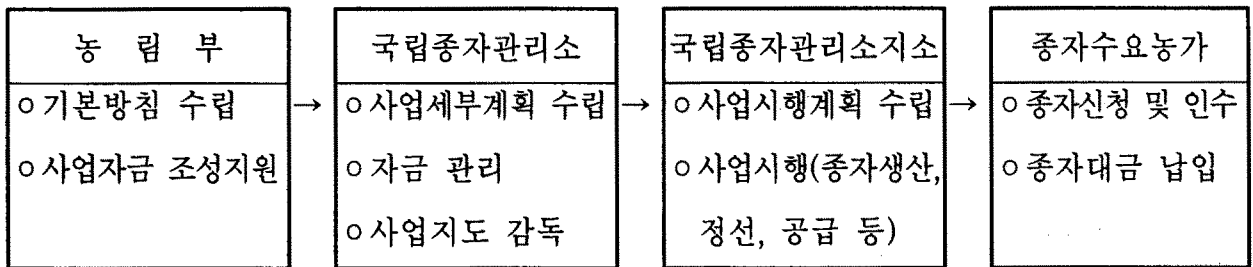 농 림 부
ㅇ기본방침 수립
ㅇ사업자금 조성지원
→
국립종자관리소
ㅇ사업세부계획 수립
ㅇ자금 관리
ㅇ사업지도 감독
→
국립종자관리소지소
ㅇ사업시행계획 수립
ㅇ사업시행(종자생산,
정선, 공급 등)
→
종자수요농가
ㅇ종자신청 및 인수
ㅇ종자대금 납입